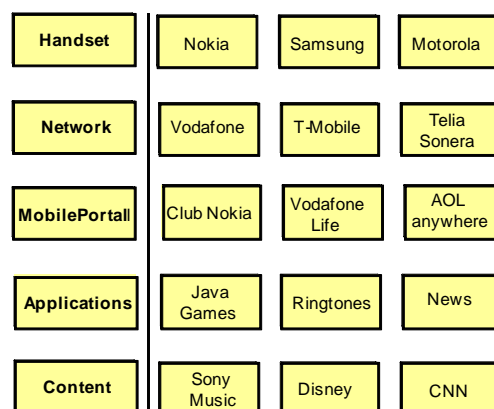 Handset
Nokia
Samsung
Motorola
Network
Vodafone
T-Mobile
Telia
Sonera
MobilePortal
Club Nokia
Vodafone
Life
AOL
anywhere
Applications
Java
Games
Ringtones
News
Content
Sony
Music
Disney
CNN